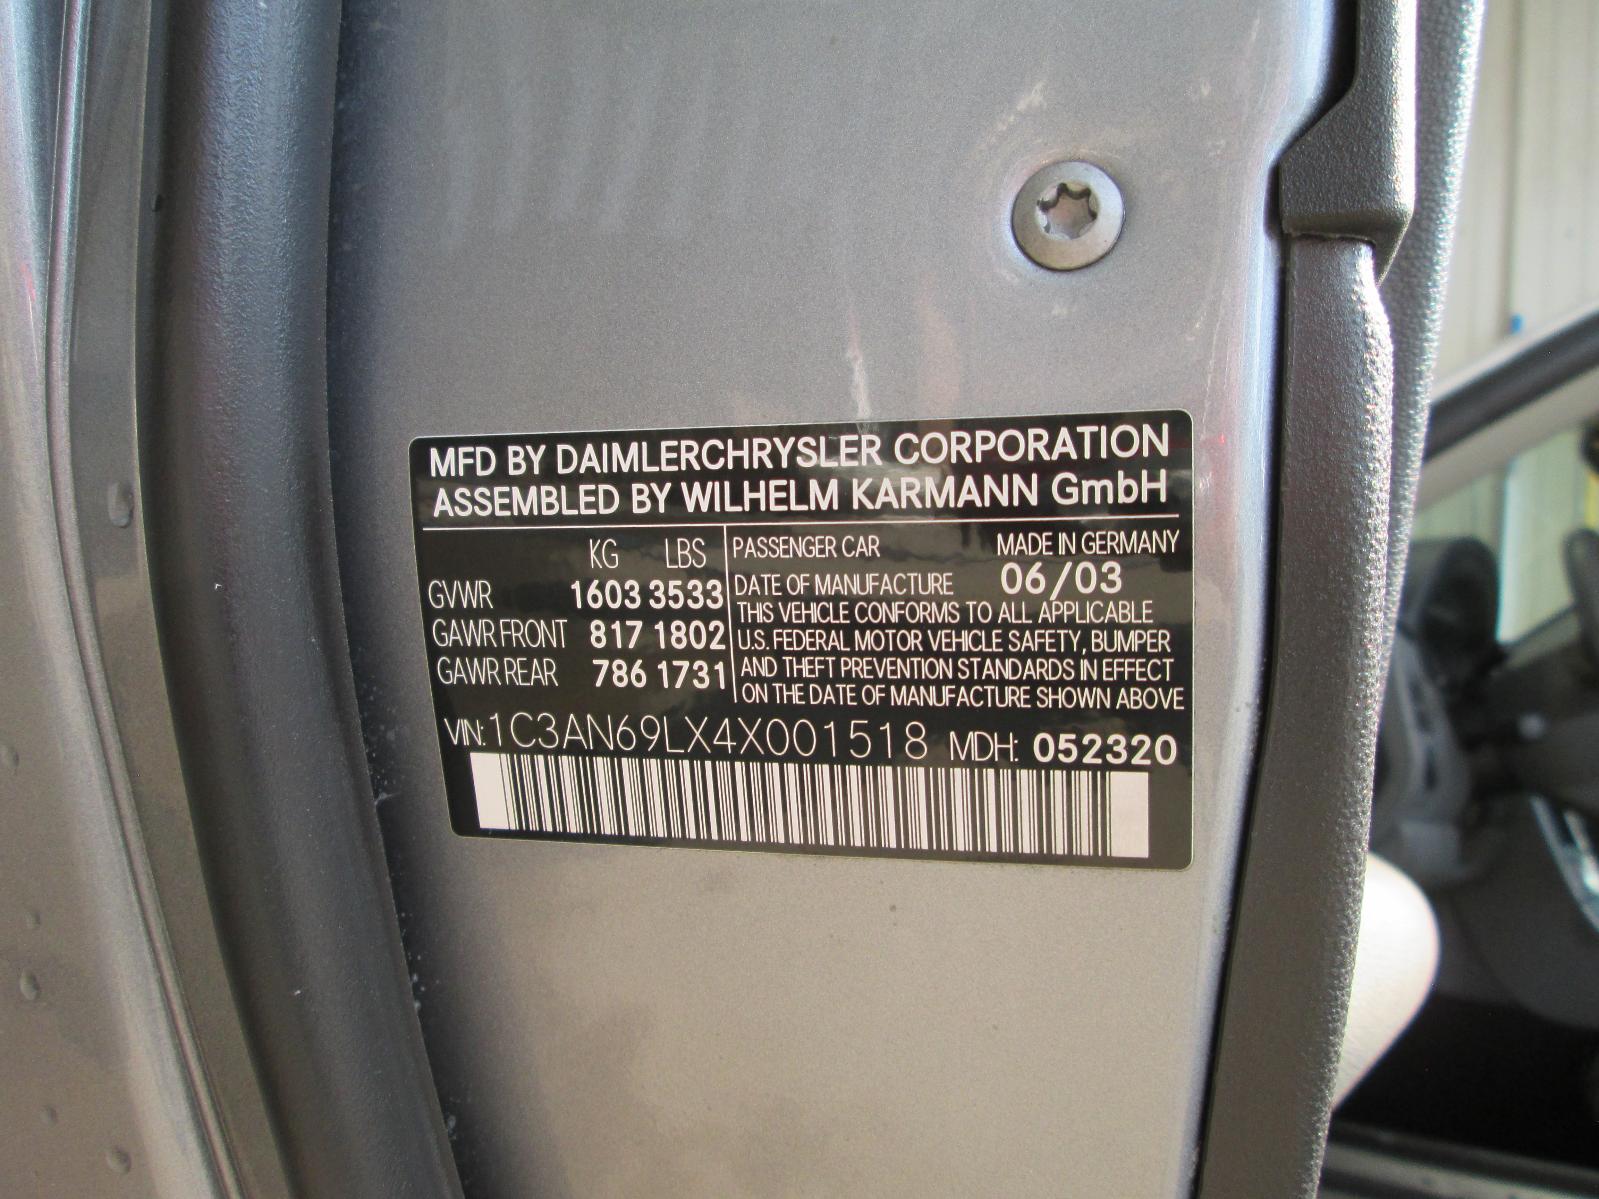 MFD BY DAIMLERCHRYSLER CORPORATION
ASSEMBLED BY WILHELM KARMANN GmbH
KG LBS
GVWR 1603 3533
GAWR FRONT 817 1802
GAWR REAR 786 1731
PASSENGER CAR MADE IN GERMANY
DATE OF MANUFACTURE 06/03
THIS VEHICLE CONFORMS TO ALL APPLICABLE
U.S. FEDERAL MOTOR VEHICLE SAFETY, BUMPER
AND THEFT PREVENTION STANDARDS IN EFFECT
ON THE DATE OF MANUFACTURE SHOWN ABOVE
VIN: 1C3AN69LX4X001518 MDH: 052320